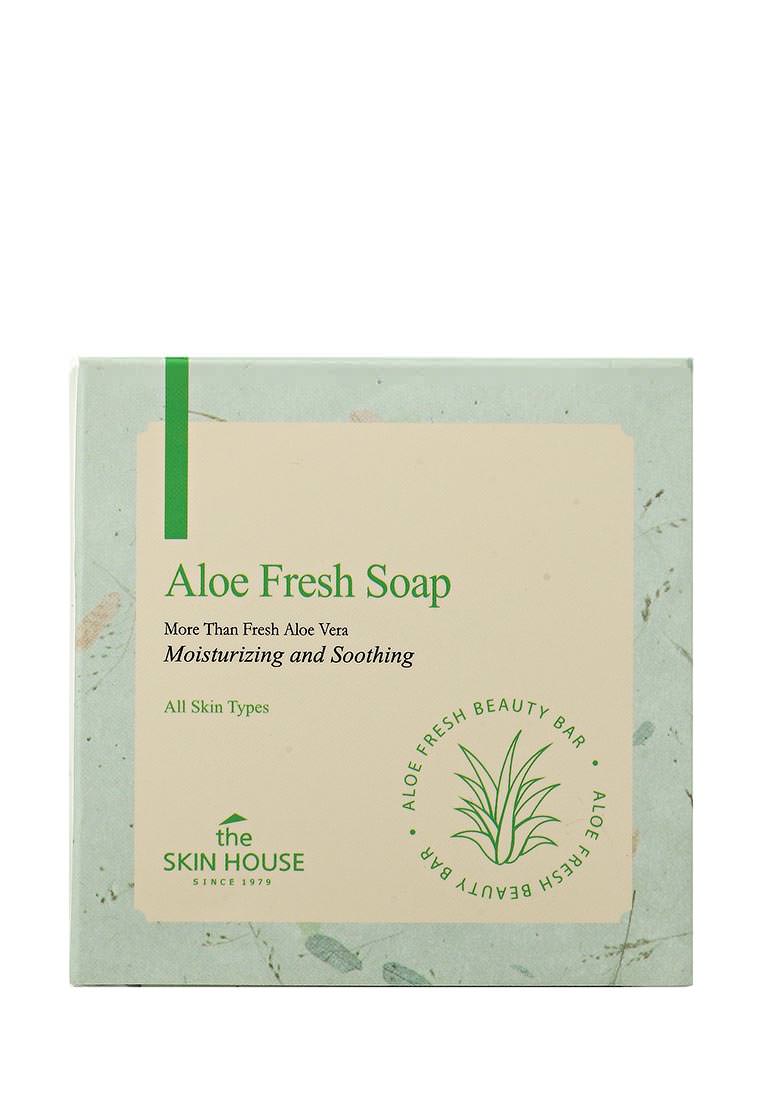 Aloe Fresh Soap
More Than Fresh Aloe Vera
Moisturizing and Soothing
All Skin Types
ALOE FRESH BEAUTY BAR • ALOE FRESH BEAUTY BAR •
the
SKIN HOUSE
SINCE 1979